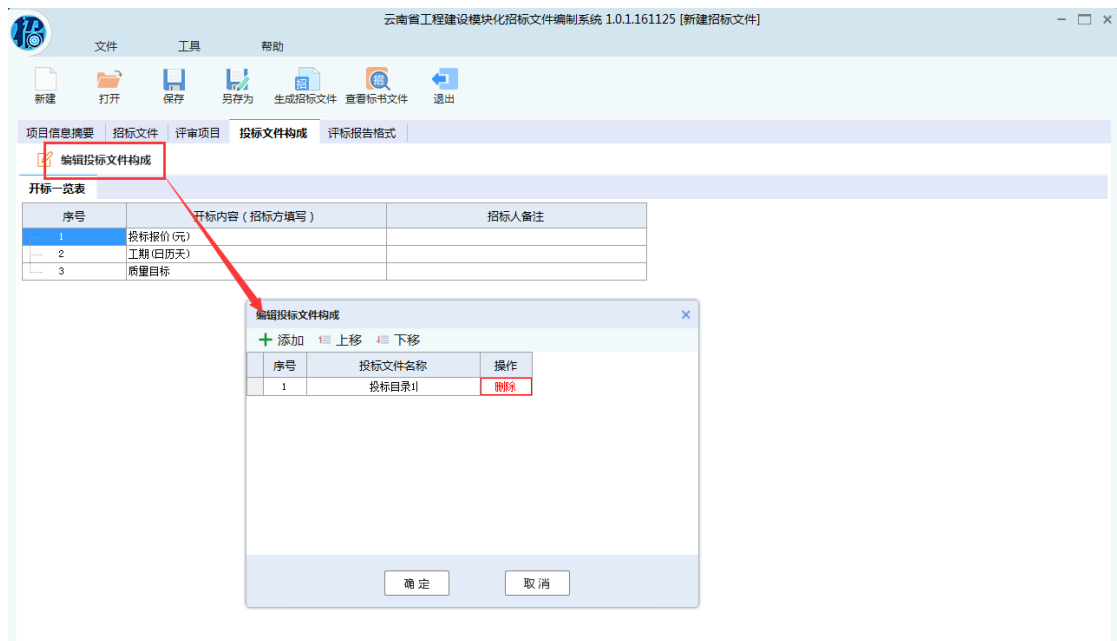 云南省工程建设模块化招标文件编制系统 1.0.1.161125 [新建招标文件]
文件 工具 帮助
招
新建 打开 保存 另存为 生成招标文件 查看标书文件 退出
项目信息摘要 招标文件 评审项目 投标文件构成 评标报告格式
编辑投标文件构成
开标一览表
序号 开标内容（招标方填写） 招标人备注
1 投标报价(元)
2 工期(日历天)
3 质量目标
编辑投标文件构成
添加 上移 下移
序号 投标文件名称 操作
1 投标目录1 删除
确定 取消